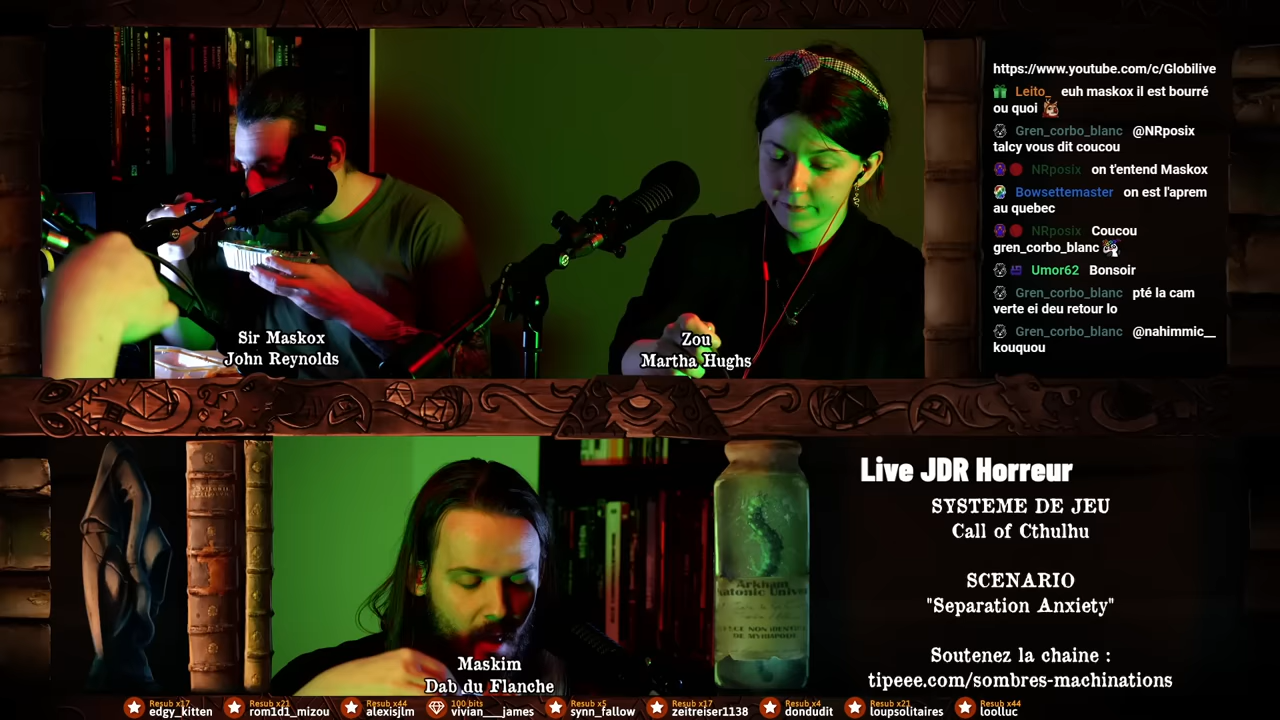 https://www.youtube.com/c/Globilive
Leito_ euh maskox il est bourré
ou quoi
Gren_corbo_blanc @NRposix
talcy vous dit coucou
NRposix on t'entend Maskox
Bowsettemaster on est l'aprem
au quebec
NRposix Coucou
gren_corbo_blanc
Umor62 Bonsoir
Gren_corbo_blanc pté la cam
verte ei deu retour lo
Gren_corbo_blanc @nahimmic__
kouquou
Sir Maskox
John Reynolds
Zou
Martha Hughs
Maskim
Dab du Flanche
Arkham
Live JDR Horreur
SYSTEME DE JEU
Call of Cthulhu
SCENARIO
"Separation Anxiety"
Soutenez la chaine :
tipeee.com/sombres-machinations
Resub x17
edgy_kitten
Resub x21
rom1d1_mizou
Resub x44
alexisjlm
100 bits
vivian___james
Resub x5
synn_fallow
Resub x17
zeitreiser1138
Resub x4
dondudit
Resub x21
loupsolitaires
Resub x44
loolluc